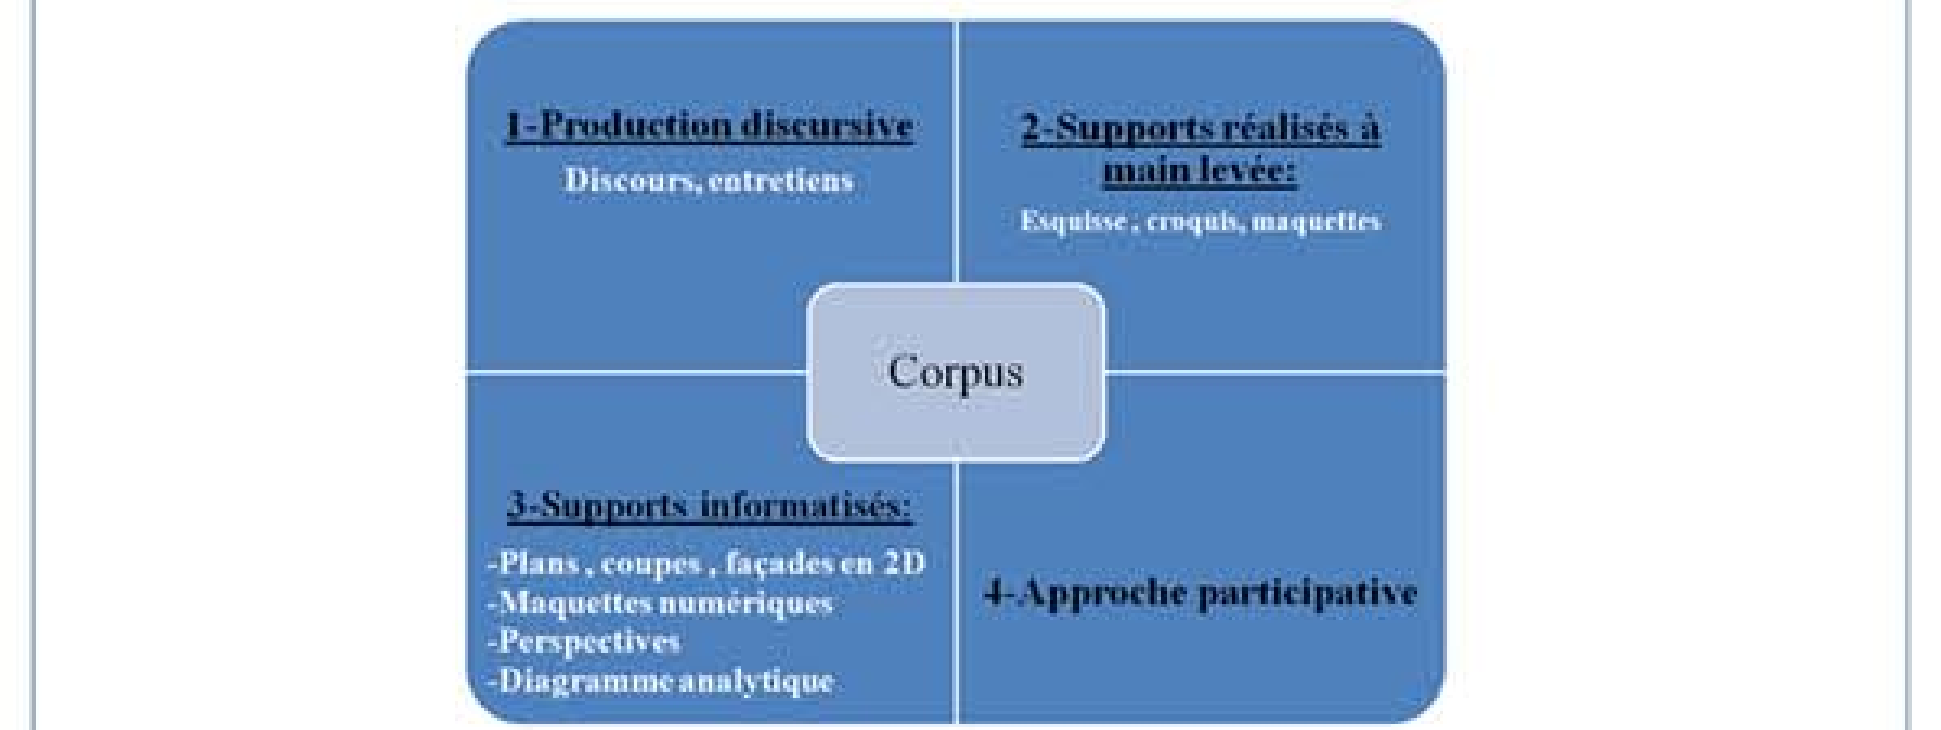 1-Production discursive
Discours, entretiens
2-Supports réalisés à
main levée:
Esquisse , croquis, maquettes
Corpus
3-Supports informatisés:
-Plans , coupes , façades en 2D
-Maquettes numériques
-Perspectives
-Diagramme analytique
4-Approche participative